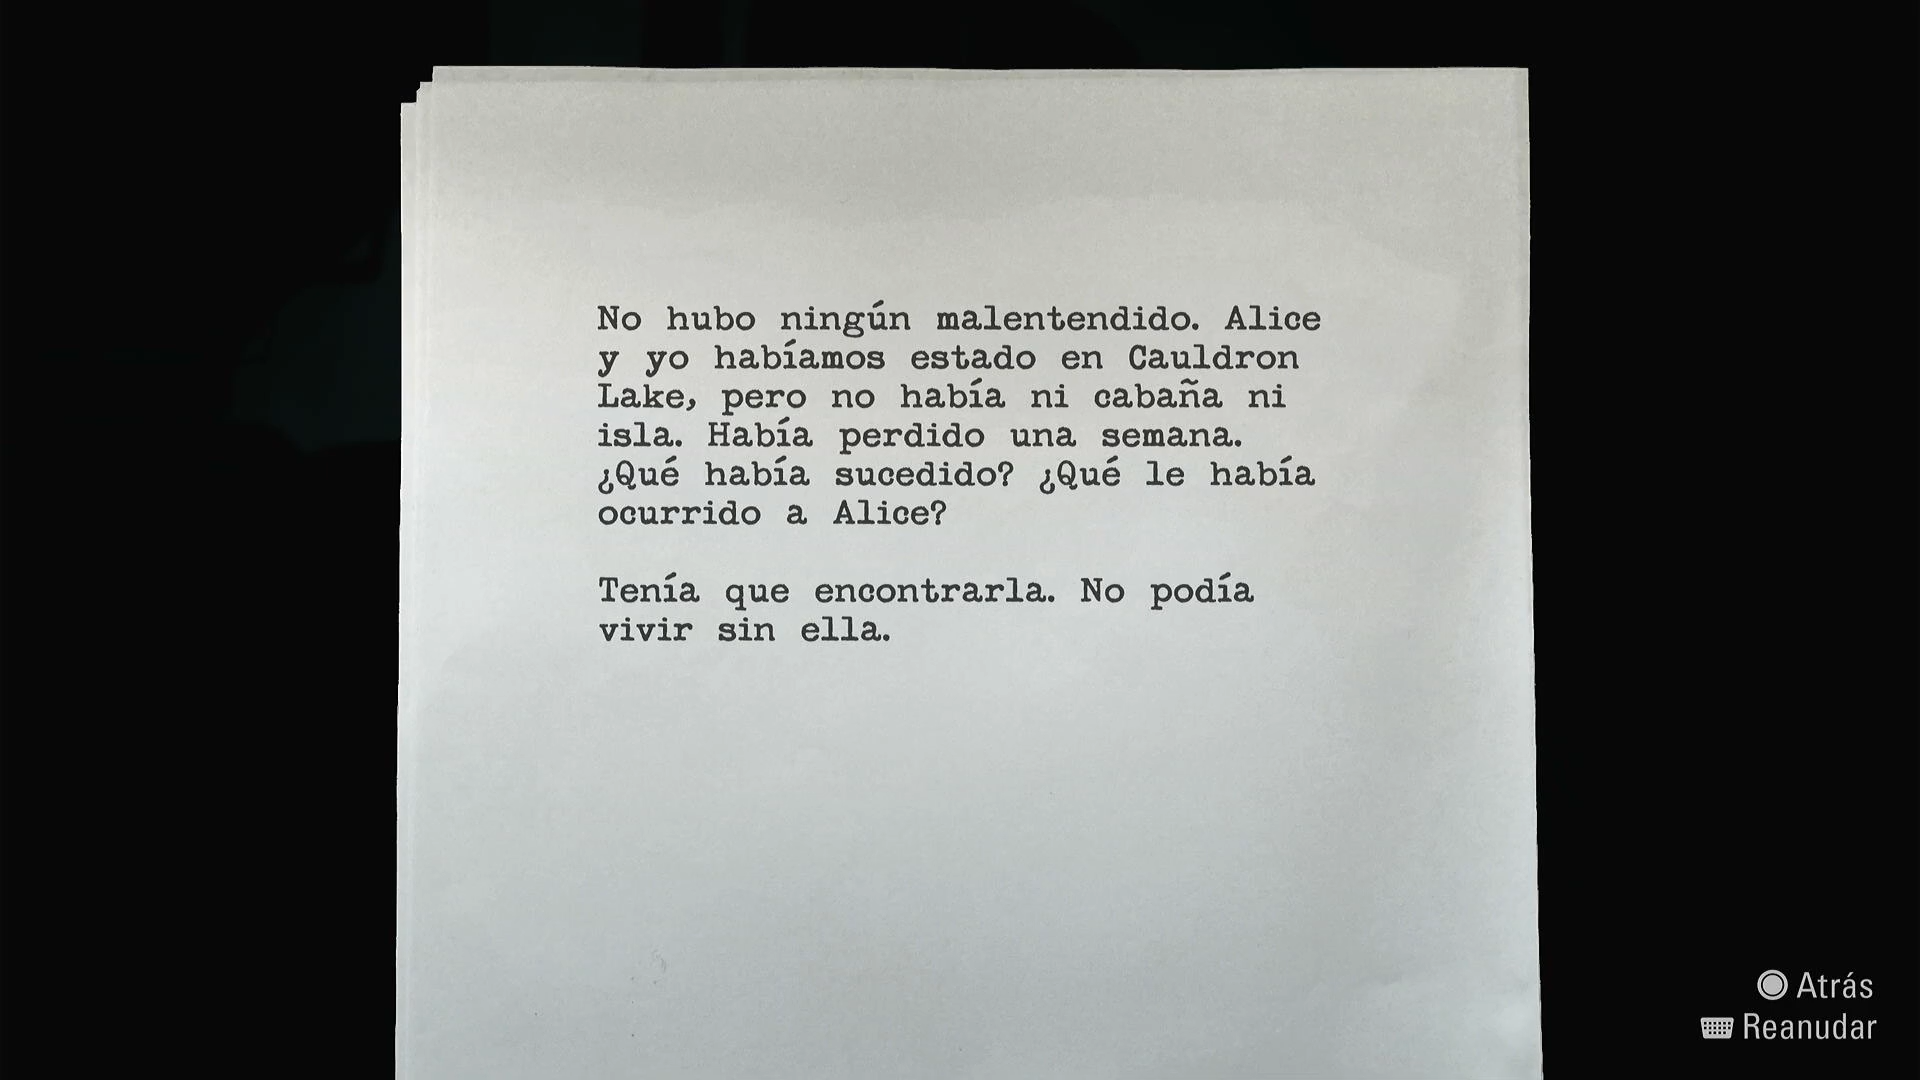 No hubo ningún malentendido. Alice
y yo habíamos estado en Cauldron
Lake, pero no había ni cabaña ni
isla. Había perdido una semana.
¿Qué había sucedido? ¿Qué le había
ocurrido a Alice?
Tenía que encontrarla. No podía
vivir sin ella.
Atrás
Reanudar